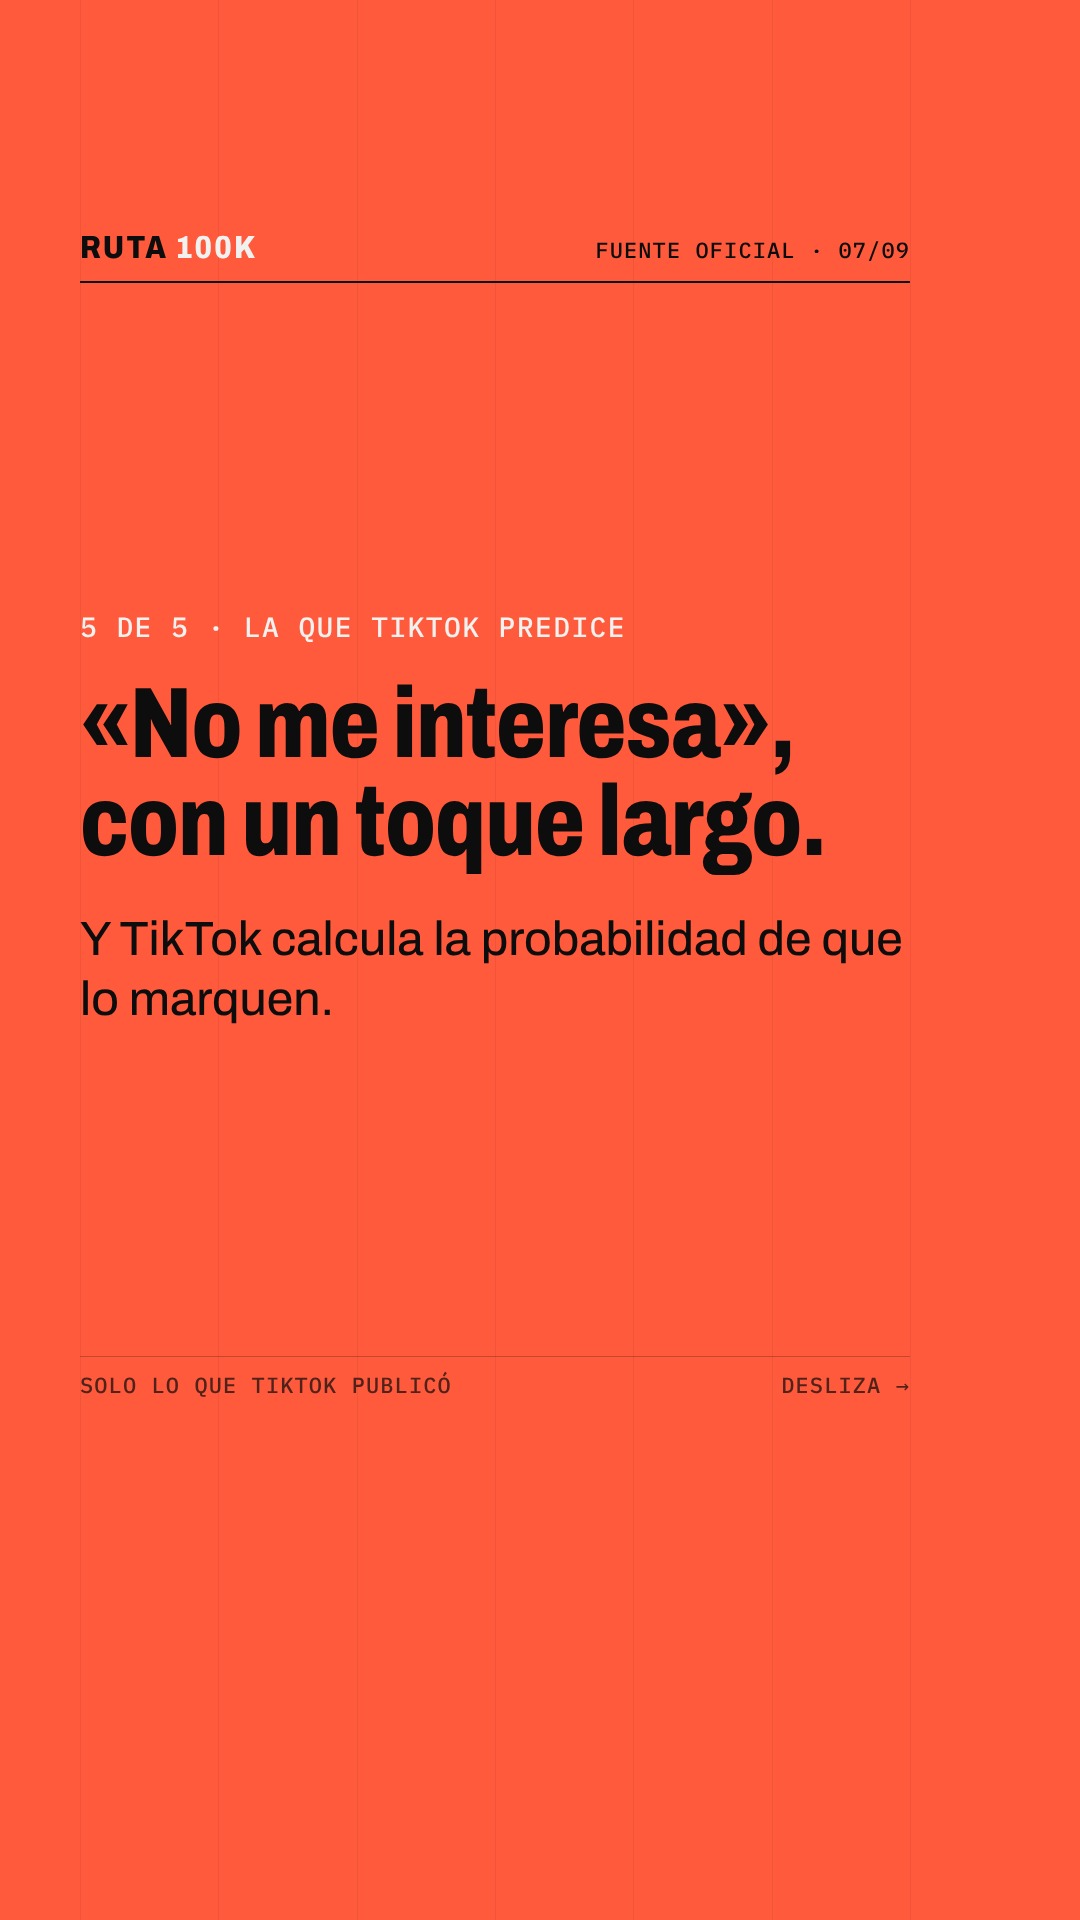 RUTA 100K
FUENTE OFICIAL · 07/09
5 DE 5 · LA QUE TIKTOK PREDICE
«No me interesa»,
con un toque largo.
Y TikTok calcula la probabilidad de que
lo marquen.
SOLO LO QUE TIKTOK PUBLICÓ
DESLIZA →